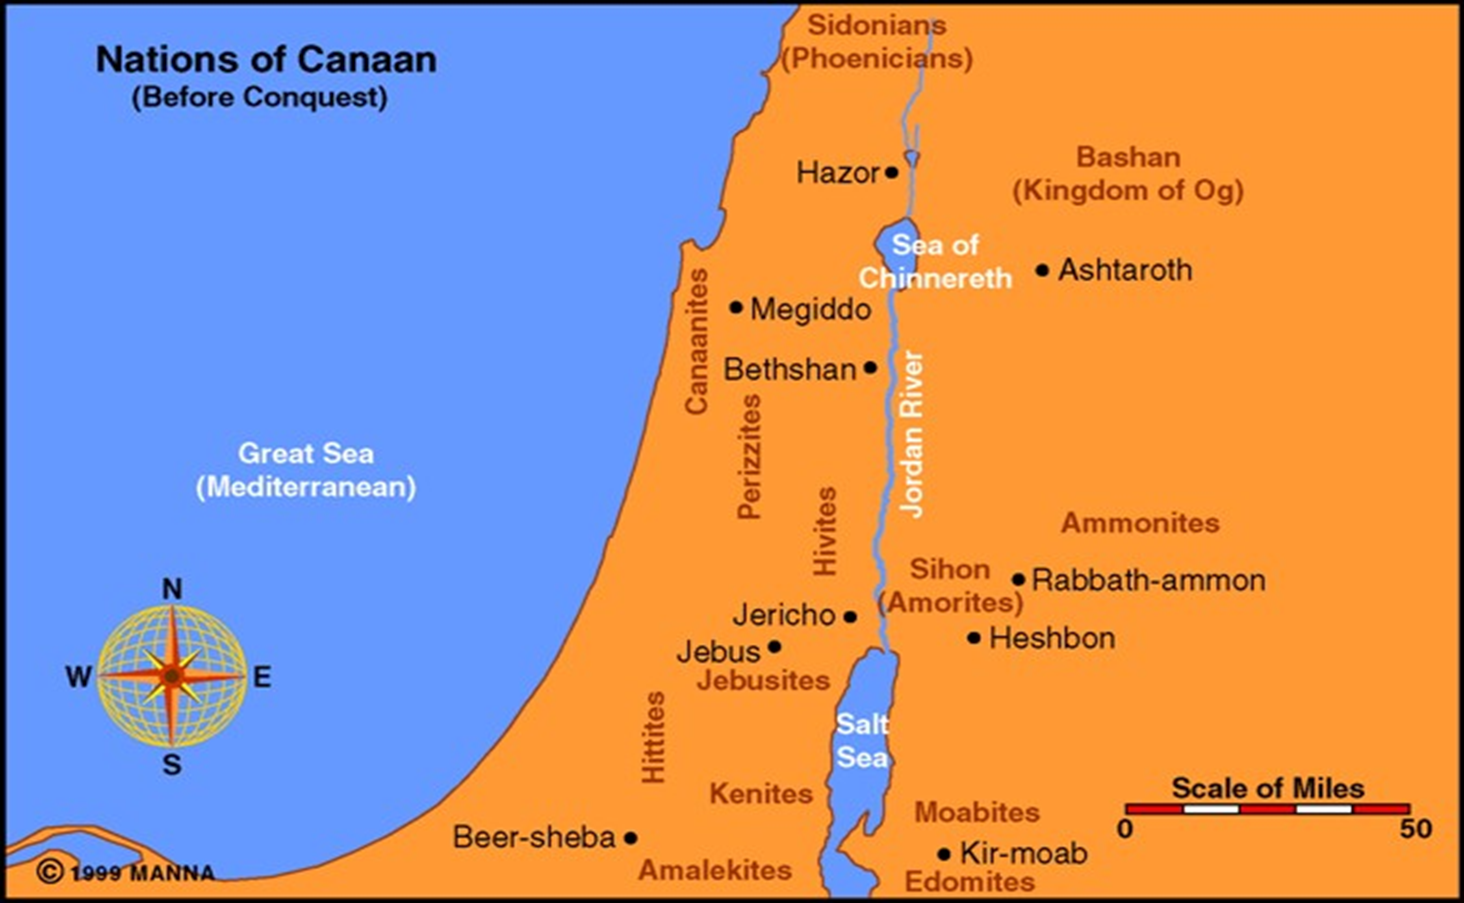 Nations of Canaan
(Before Conquest)
Sidonians
(Phoenicians)
Hazor
Bashan
(Kingdom of Og)
Sea of
Chinnereth
Ashtaroth
Canaanites
Megiddo
Bethshan
Jordan River
Perizzites
Great Sea
(Mediterranean)
Hivites
Ammonites
Sihon
(Amorites)
Rabbath-ammon
Jericho
Heshbon
Jebus
Jebusites
N
W
E
S
Hittites
Salt
Sea
Kenites
Moabites
Scale of Miles
0
50
Beer-sheba
Kir-moab
Amalekites
Edomites
© 1999 MANNA